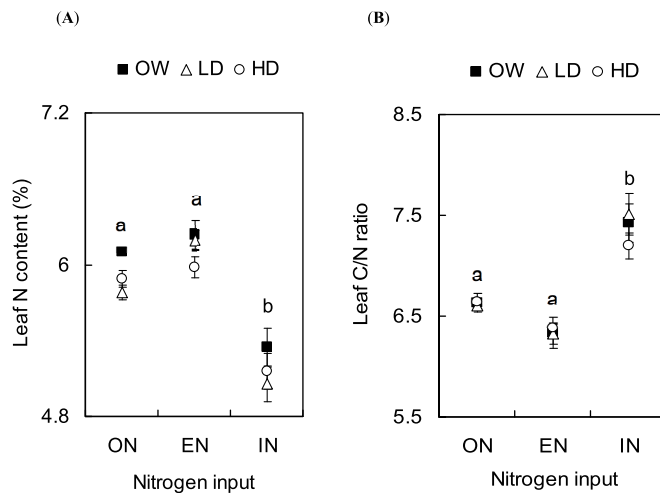 (A)
■ OW △ LD ○ HD
7.2
6
4.8
Leaf N content (%)
a
a
b
ON EN IN
Nitrogen input
(B)
■ OW △ LD ○ HD
8.5
7.5
6.5
5.5
Leaf C/N ratio
a
a
b
ON EN IN
Nitrogen input